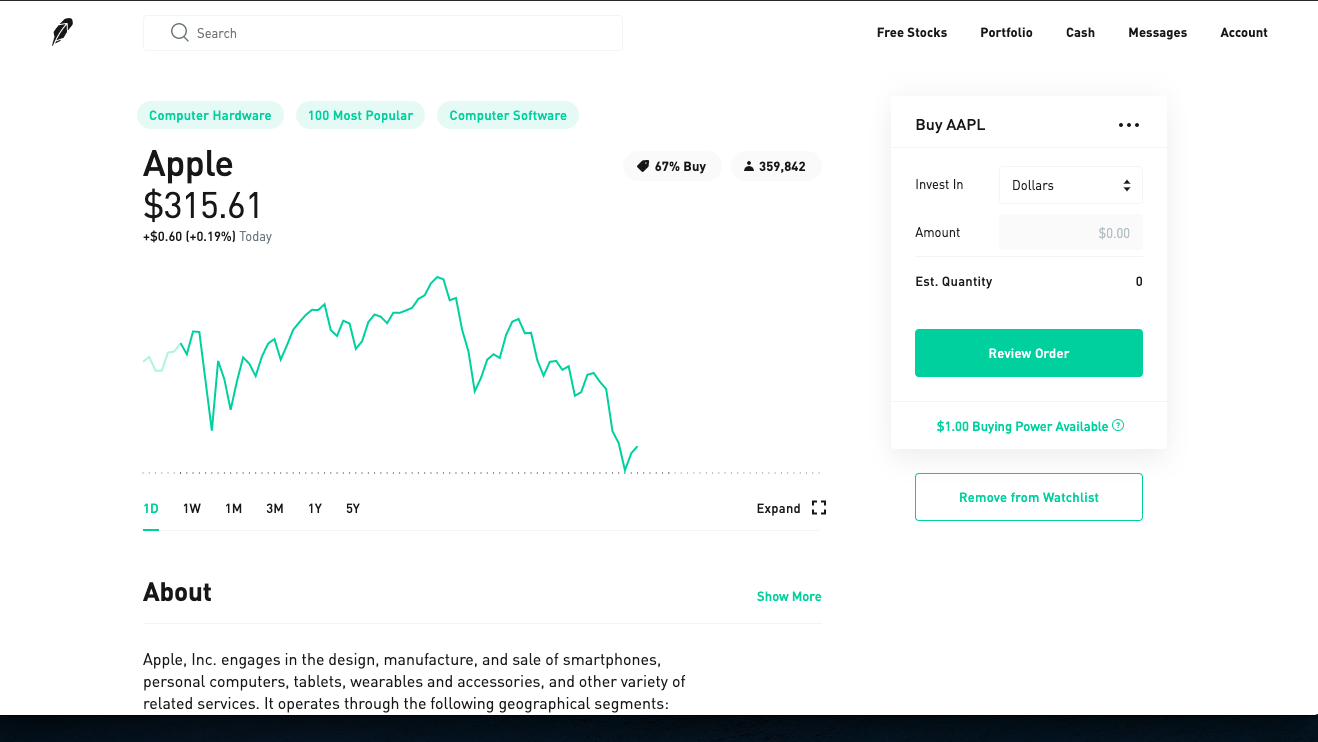 Search
Free Stocks
Portfolio
Cash
Messages
Account
Computer Hardware
100 Most Popular
Computer Software
Apple
67% Buy
359,842
$315.61
+$0.60 (+0.19%) Today
1D
1W
1M
3M
1Y
5Y
Expand
About
Show More
Apple, Inc. engages in the design, manufacture, and sale of smartphones,
personal computers, tablets, wearables and accessories, and other variety of
related services. It operates through the following geographical segments:
Buy AAPL
Invest In
Dollars
Amount
$0.00
Est. Quantity
0
Review Order
$1.00 Buying Power Available ?
Remove from Watchlist